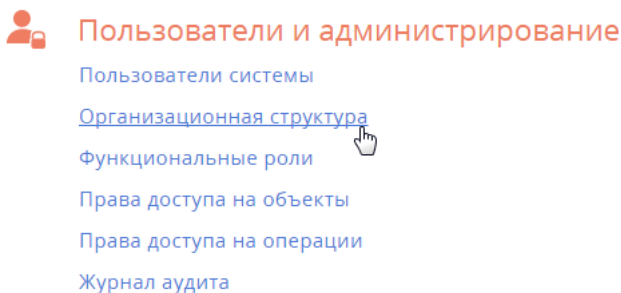 Пользователи и администрирование
Пользователи системы
Организационная структура
Функциональные роли
Права доступа на объекты
Права доступа на операции
Журнал аудита